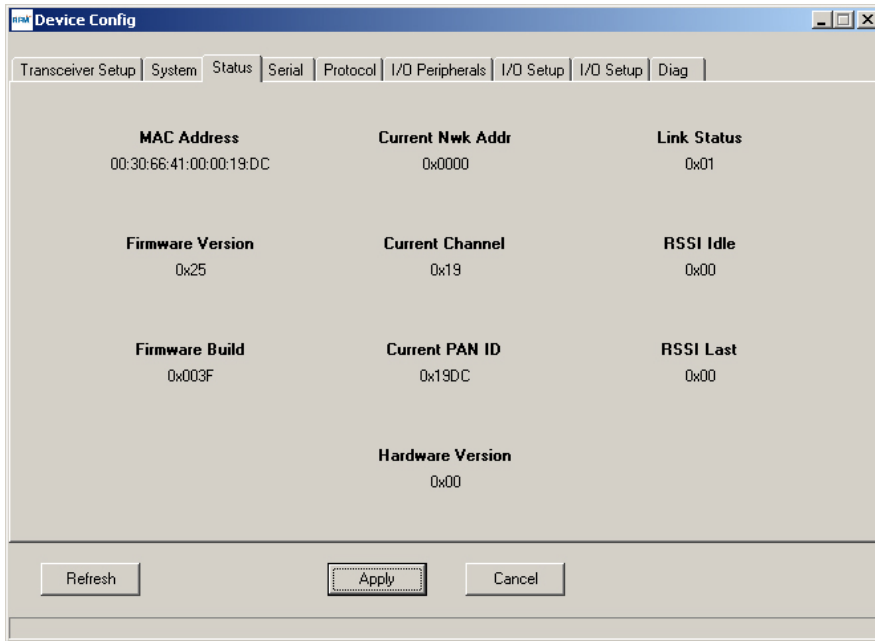 RFM Device Config
Transceiver Setup System Status Serial Protocol I/O Peripherals I/O Setup I/O Setup Diag
MAC Address Current Nwk Addr Link Status
00:30:66:41:00:00:19:DC 0x0000 0x01
Firmware Version Current Channel RSSI Idle
0x25 0x19 0x00
Firmware Build Current PAN ID RSSI Last
0x003F 0x19DC 0x00
Hardware Version
0x00
Refresh Apply Cancel